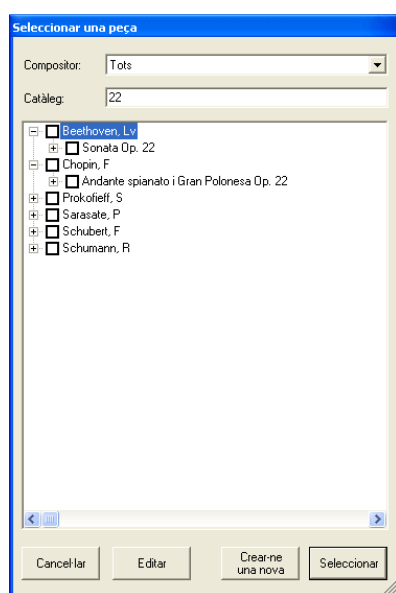 Seleccionar una peça
Compositor: Tots
Catàleg: 22
Beethoven, Lv
Sonata Op. 22
Chopin, F
Andante spianato i Gran Polonesa Op. 22
Prokofieff, S
Sarasate, P
Schubert, F
Schumann, R
Cancel·lar Editar Crear-ne una nova Seleccionar